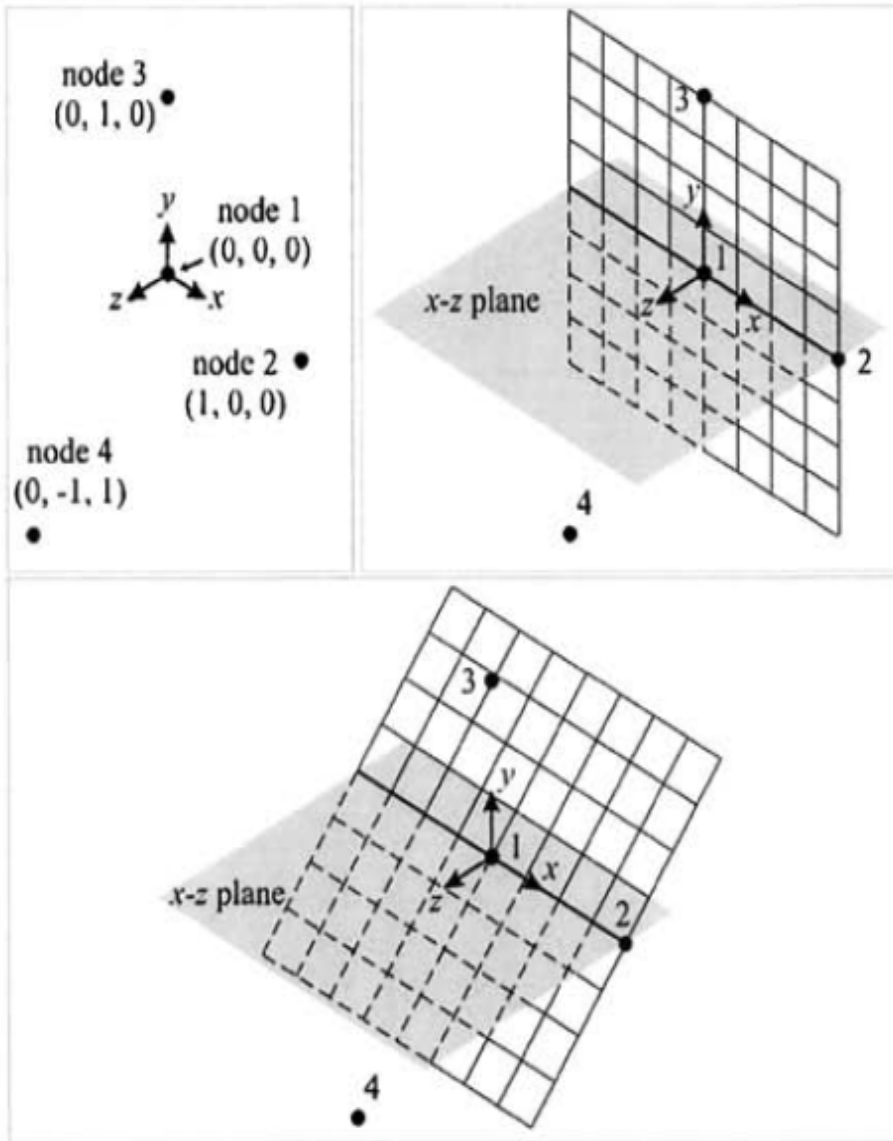 node 3
(0, 1, 0)
y
node 1
(0, 0, 0)
z
x
node 2
(1, 0, 0)
node 4
(0, -1, 1)
3
y
1
x-z plane
z
x
2
4
3
y
1
x
x-z plane
z
2
4